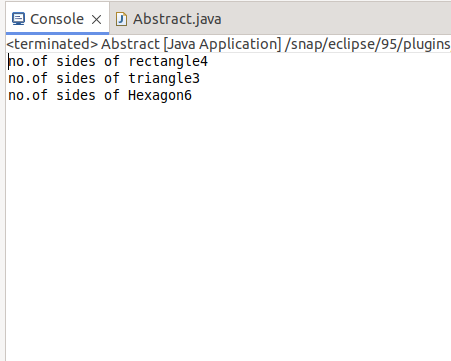 Console Abstract.java
<terminated> Abstract [Java Application] /snap/eclipse/95/plugins
no.of sides of rectangle4
no.of sides of triangle3
no.of sides of Hexagon6